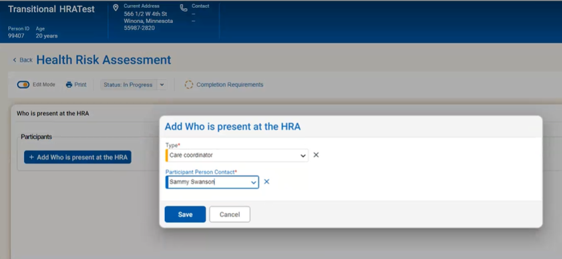 Transitional HRATest
Current Address
566 1/2 W 4th St
Winona, Minnesota
55987-2820
Contact
--
--
Person ID Age
99407 20 years
< Back Health Risk Assessment
Edit Mode Print Status: In Progress Completion Requirements
Who is present at the HRA
Participants
+ Add Who is present at the HRA
Add Who is present at the HRA
Type*
Care coordinator
Participant Person Contact*
Sammy Swanson
Save Cancel